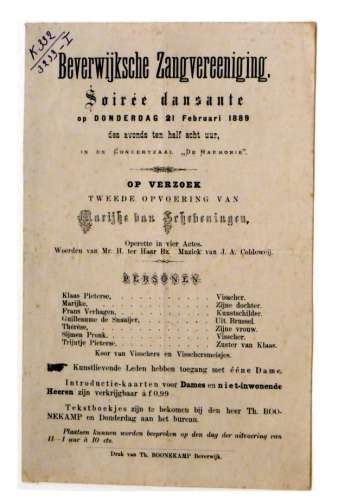 K.332
3233-I
Beverwijksche Zangvereeniging.
Soirée dansante
op DONDERDAG 21 Februari 1889
des avonds ten half acht uur,
IN DE CONCERTZAAL „DE HARMONIE".
OP VERZOEK
TWEEDE OPVOERING VAN
Marijke van Scheveningen,
Operette in vier Actes.
Woorden van Mr. H. ter Haar Bz. Muziek van J. A. Coldeweij.
PERSONEN
Klaas Pieterse, Visscher.
Marijke, Zijne dochter.
Frans Verhagen, Kunstschilder.
Guillaume de Snaaijer, Uit Brussel.
Thérèse, Zijne vrouw.
Sijmen Pronk, Visscher.
Trijntje Pieterse, Zuster van Klaas.
Koor van Visschers en Visschersmeisjes.
Kunstlievende Leden hebben toegang met ééne Dame.
Introductie-kaarten voor Dames en niet-inwonende
Heeren zijn verkrijgbaar à f 0,99
Tekstboekjes zijn te bekomen bij den heer TH. BOO-
NEKAMP en Donderdag aan het bureau.
Plaatsen kunnen worden besproken op den dag der uitvoering van
11—1 uur à 10 cts.
Druk van TH. BOONEKAMP Beverwijk.